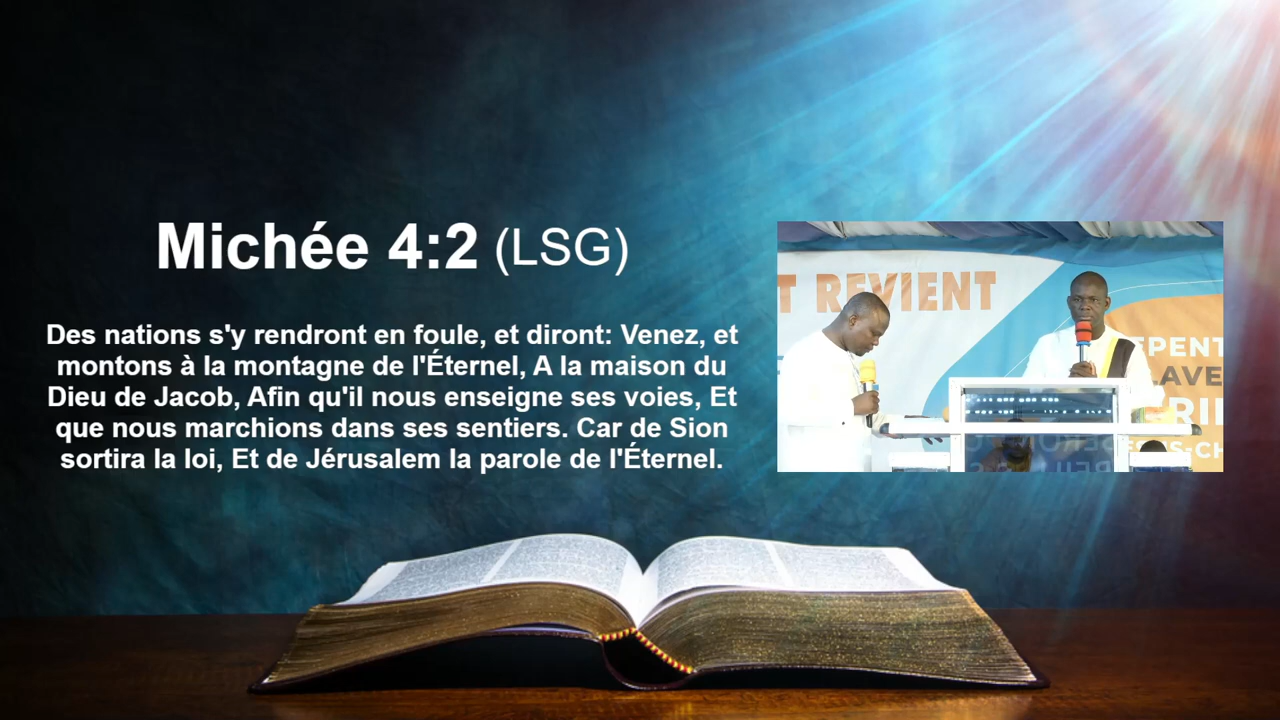 Michée 4:2 (LSG)
Des nations s'y rendront en foule, et diront: Venez, et
montons à la montagne de l'Éternel, A la maison du
Dieu de Jacob, Afin qu'il nous enseigne ses voies, Et
que nous marchions dans ses sentiers. Car de Sion
sortira la loi, Et de Jérusalem la parole de l'Éternel.
T REVIENT
EPENT
AVE